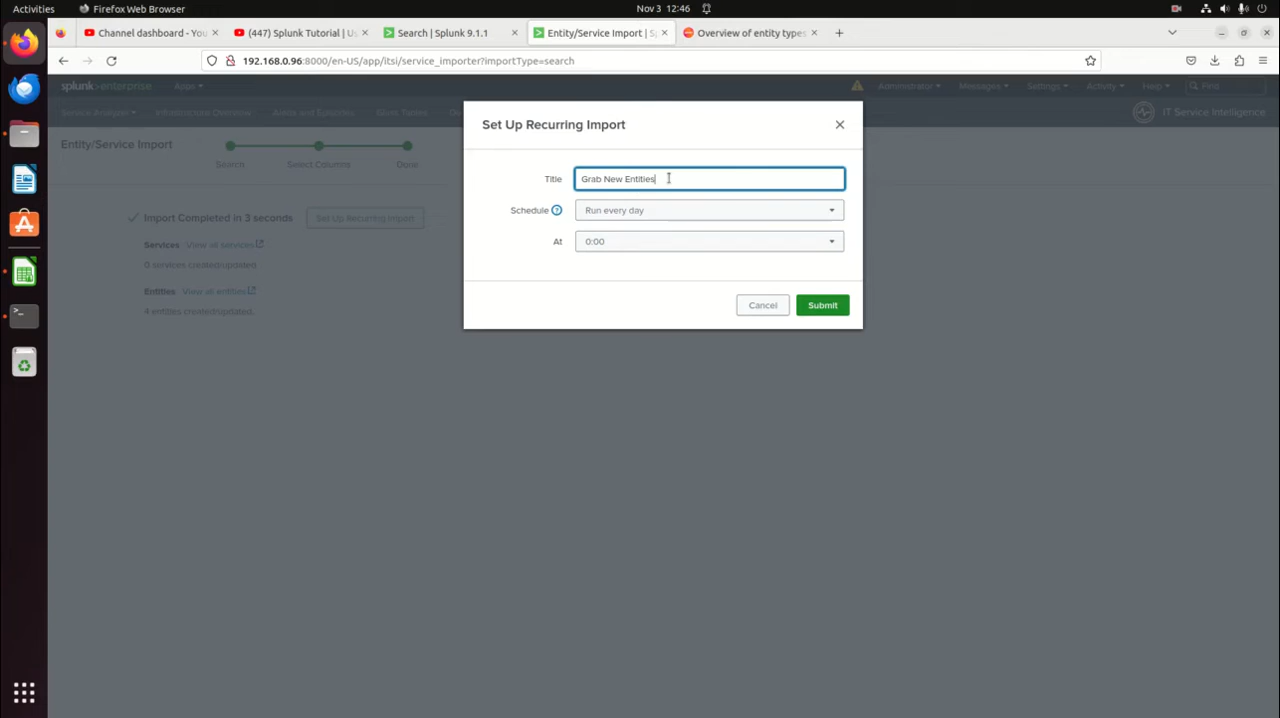 Activities
Firefox Web Browser
Nov 3 12:46
Channel dashboard - You
(447) Splunk Tutorial | Us
Search | Splunk 9.1.1
Entity/Service Import | Sp
Overview of entity types
192.168.0.96:8000/en-US/app/itsi/service_importer?importType=search
splunk>enterprise
Apps
Administrator
Messages
Settings
Activity
Help
Find
Service Analyzer
Infrastructure Overview
Alerts and Episodes
Glass Tables
IT Service Intelligence
Entity/Service Import
Search
Select Columns
Done
Import Completed in 3 seconds
Set Up Recurring Import
Services
View all services
0 services created/updated.
Entities
View all entities
4 entities created/updated.
Set Up Recurring Import
Title
Grab New Entities
Schedule ?
Run every day
At
0:00
Cancel
Submit